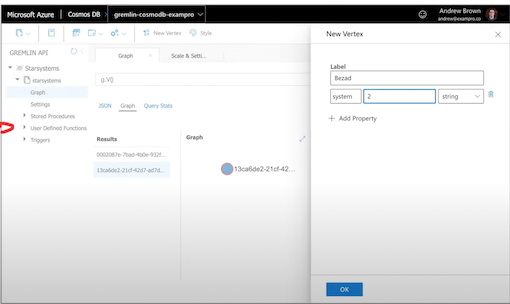 Microsoft Azure Cosmos DB gremlin-cosmosdb-exampro Andrew Brown
andrew@exampro.co
New Vertex Style
GREMLIN API
Starsystems
starsystems
Graph
Settings
Stored Procedures
User Defined Functions
Triggers
Graph Scale & Setti...
g.V()
JSON Graph Query Stats
Results Graph
0002087e-7bad-4b0e-932f...
13ca6de2-21cf-42d7-ad7d...
13ca6de2-21cf-42...
New Vertex
Label
Bezad
system 2 string
Add Property
OK